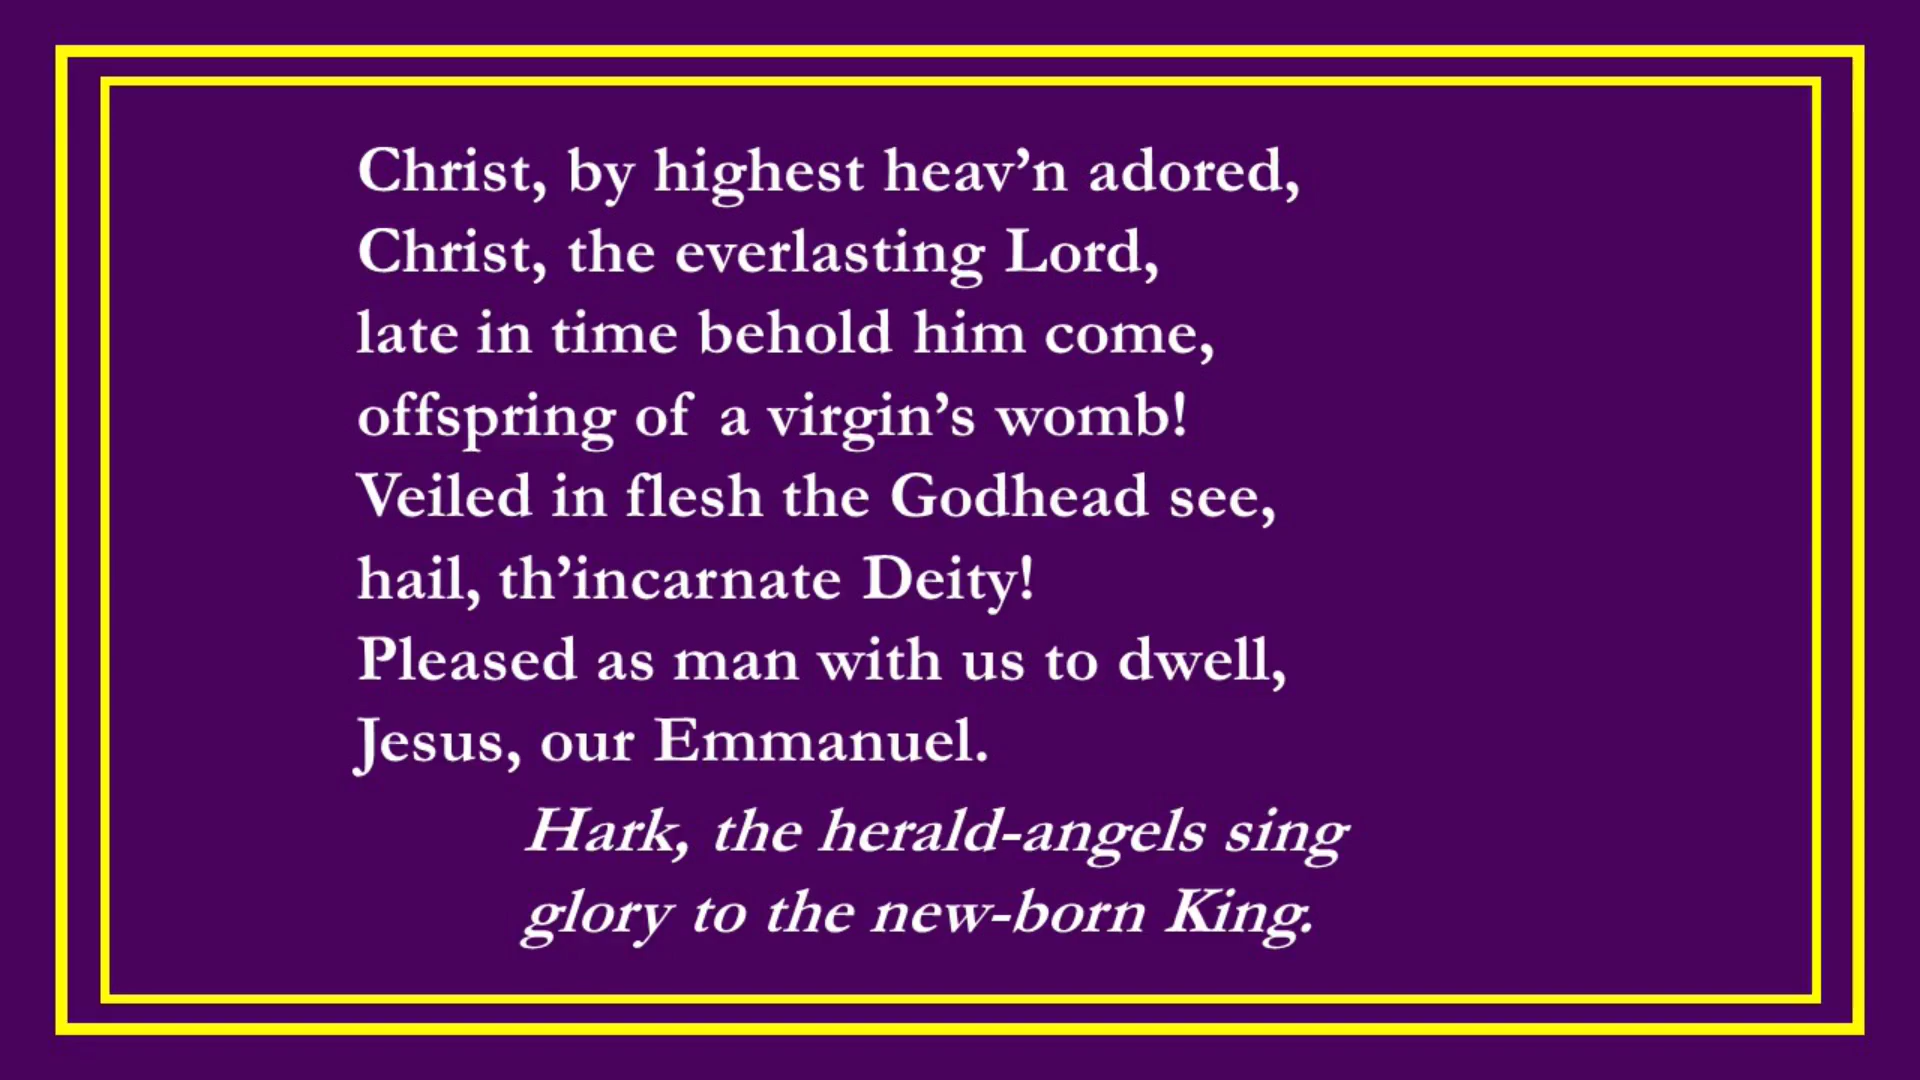 Christ, by highest heav’n adored,
Christ, the everlasting Lord,
late in time behold him come,
offspring of a virgin’s womb!
Veiled in flesh the Godhead see,
hail, th’incarnate Deity!
Pleased as man with us to dwell,
Jesus, our Emmanuel.
Hark, the herald-angels sing
glory to the new-born King.